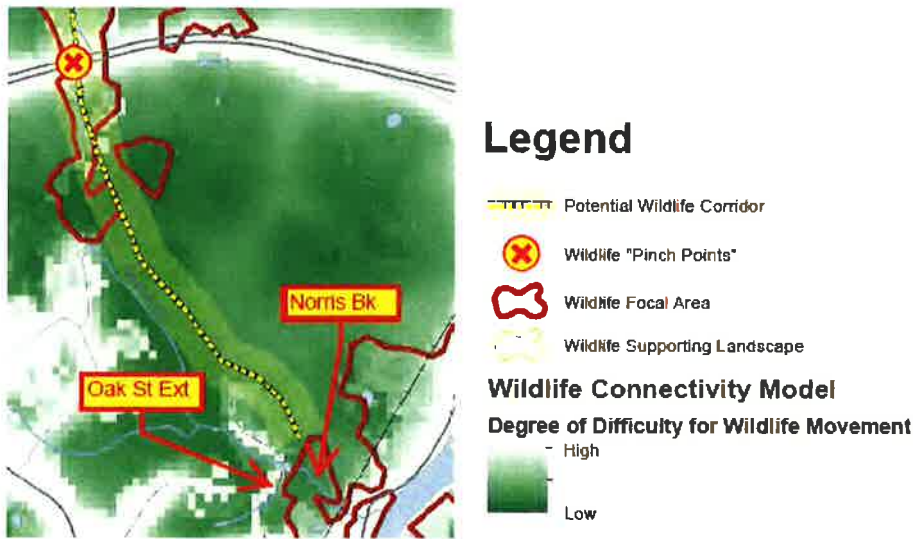 Legend
Potential Wildlife Corridor
Wildlife "Pinch Points"
Wildlife Focal Area
Wildlife Supporting Landscape
Wildlife Connectivity Model
Degree of Difficulty for Wildlife Movement
High
Low
Norris Bk
Oak St Ext